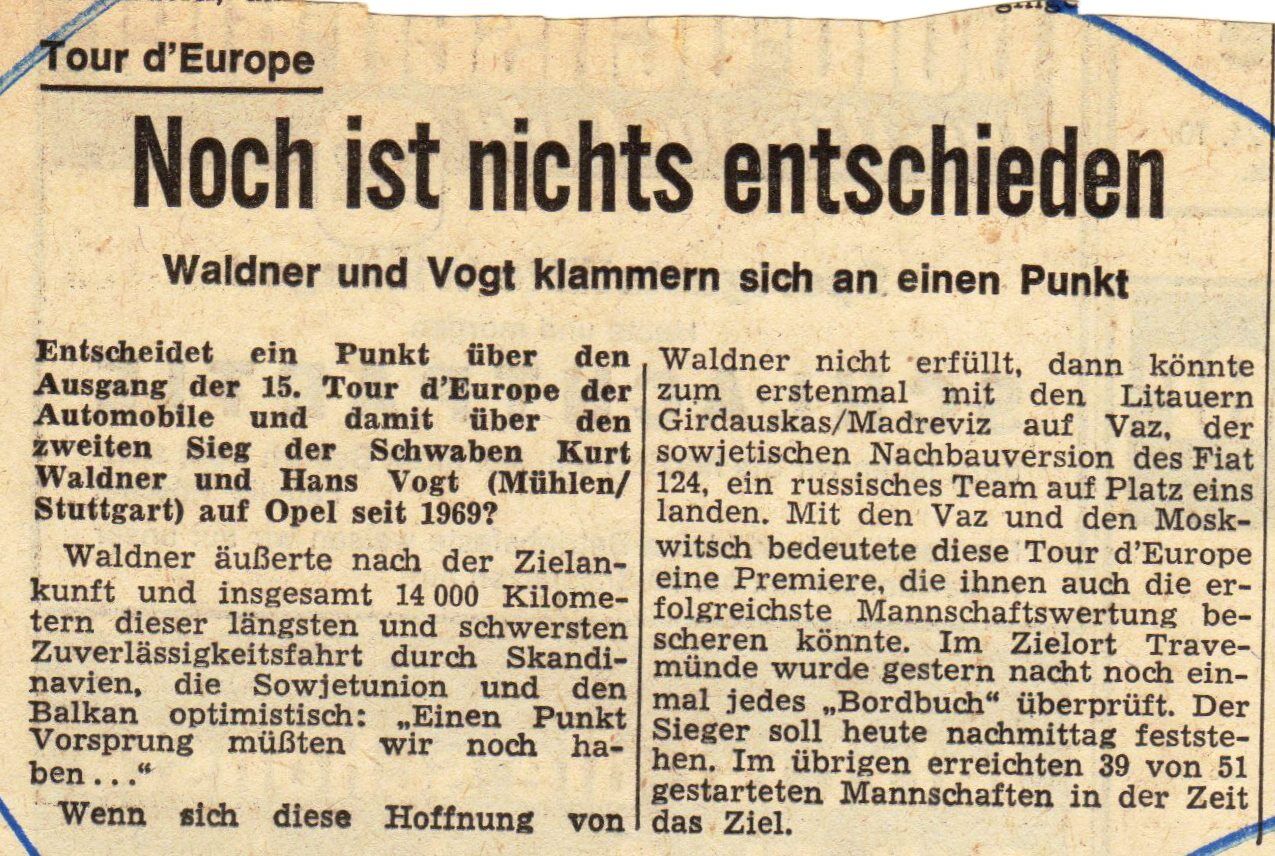 Tour d'Europe
Noch ist nichts entschieden
Waldner und Vogt klammern sich an einen Punkt
Entscheidet ein Punkt über den
Ausgang der 15. Tour d'Europe der
Automobile und damit über den
zweiten Sieg der Schwaben Kurt
Waldner und Hans Vogt (Mühlen/
Stuttgart) auf Opel seit 1969?
Waldner äußerte nach der Zielan-
kunft und insgesamt 14 000 Kilome-
tern dieser längsten und schwersten
Zuverlässigkeitsfahrt durch Skandi-
navien, die Sowjetunion und den
Balkan optimistisch: „Einen Punkt
Vorsprung müßten wir noch ha-
ben . . .“
Wenn sich diese Hoffnung von
Waldner nicht erfüllt, dann könnte
zum erstenmal mit den Litauern
Girdauskas/Madreviz auf Vaz, der
sowjetischen Nachbauversion des Fiat
124, ein russisches Team auf Platz eins
landen. Mit den Vaz und den Mosk-
witsch bedeutete diese Tour d'Europe
eine Premiere, die ihnen auch die er-
folgreichste Mannschaftswertung be-
scheren könnte. Im Zielort Trave-
münde wurde gestern nacht noch ein-
mal jedes „Bordbuch“ überprüft. Der
Sieger soll heute nachmittag festste-
hen. Im übrigen erreichten 39 von 51
gestarteten Mannschaften in der Zeit
das Ziel.